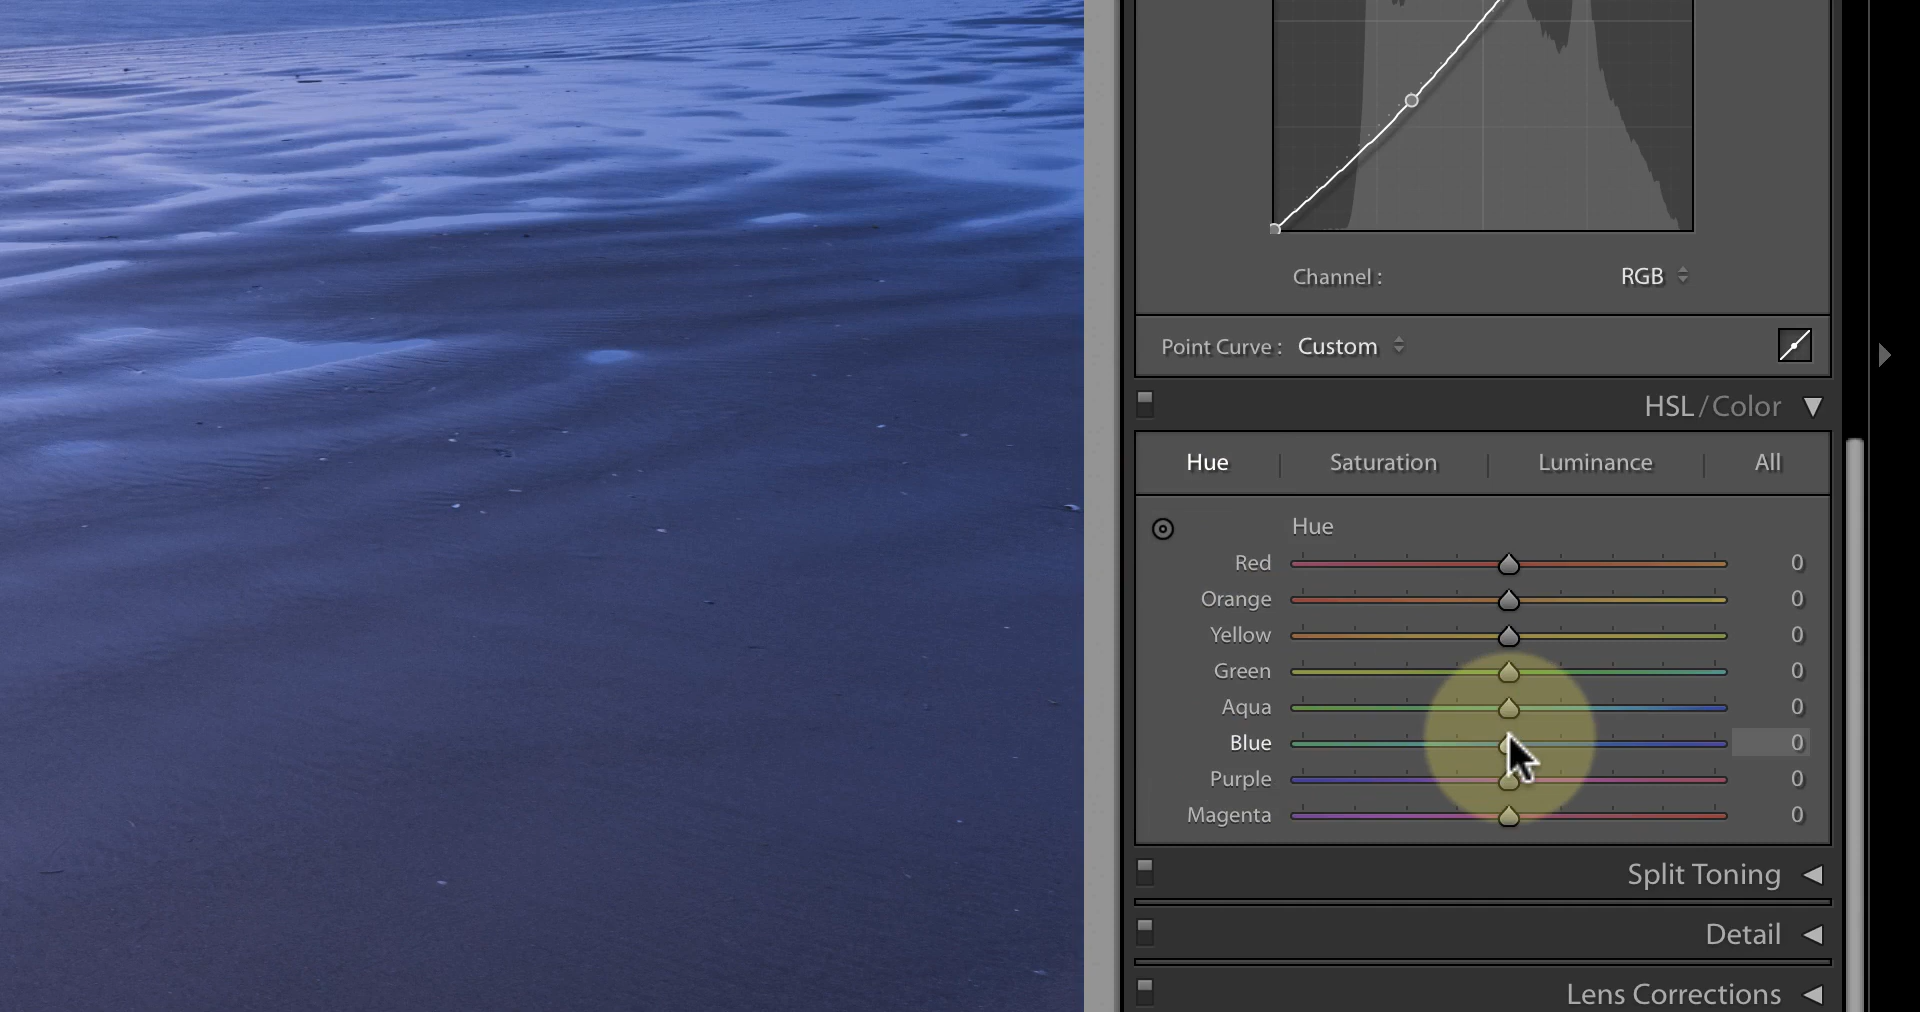 Channel : RGB
Point Curve : Custom
HSL / Color
Hue Saturation Luminance All
Hue
Red 0
Orange 0
Yellow 0
Green 0
Aqua 0
Blue 0
Purple 0
Magenta 0
Split Toning
Detail
Lens Corrections